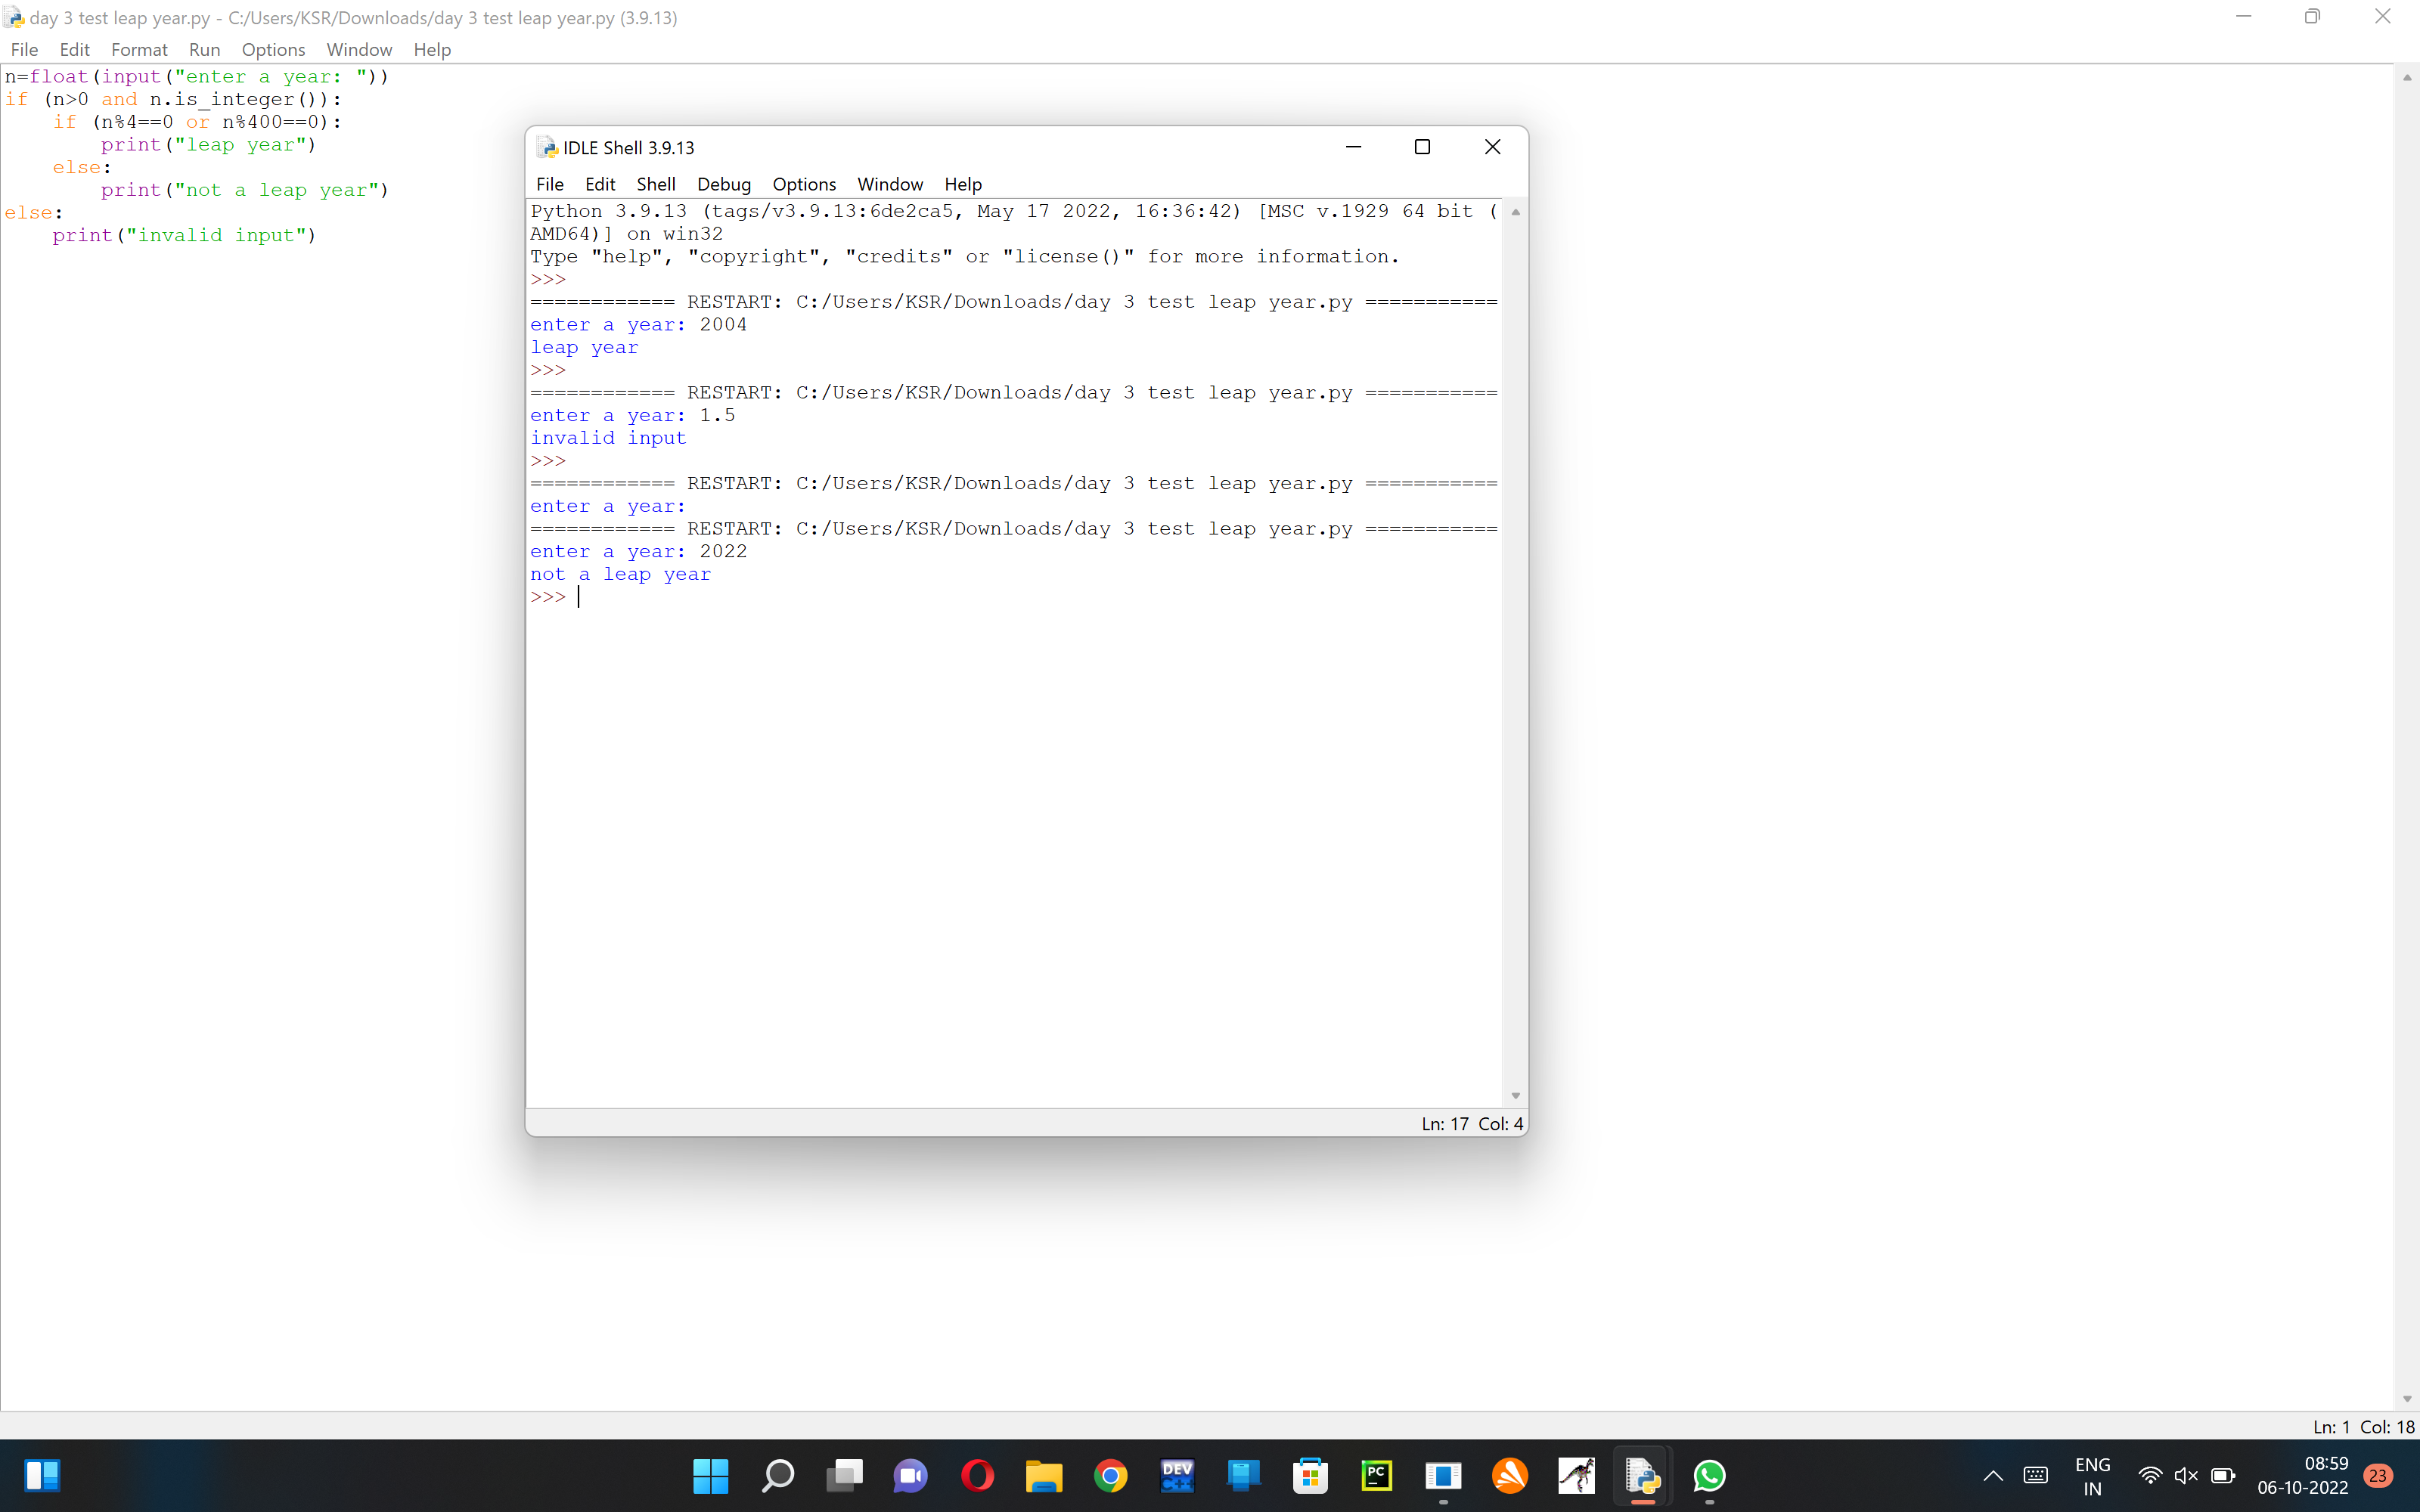 day 3 test leap year.py - C:/Users/KSR/Downloads/day 3 test leap year.py (3.9.13)
File Edit Format Run Options Window Help
n=float(input("enter a year: "))
if (n>0 and n.is_integer()):
    if (n%4==0 or n%400==0):
        print("leap year")
    else:
        print("not a leap year")
else:
    print("invalid input")
IDLE Shell 3.9.13
File Edit Shell Debug Options Window Help
Python 3.9.13 (tags/v3.9.13:6de2ca5, May 17 2022, 16:36:42) [MSC v.1929 64 bit (
AMD64)] on win32
Type "help", "copyright", "credits" or "license()" for more information.
>>>
============ RESTART: C:/Users/KSR/Downloads/day 3 test leap year.py ===========
enter a year: 2004
leap year
>>>
============ RESTART: C:/Users/KSR/Downloads/day 3 test leap year.py ===========
enter a year: 1.5
invalid input
>>>
============ RESTART: C:/Users/KSR/Downloads/day 3 test leap year.py ===========
enter a year:
============ RESTART: C:/Users/KSR/Downloads/day 3 test leap year.py ===========
enter a year: 2022
not a leap year
>>>
Ln: 17 Col: 4
Ln: 1 Col: 18
DEV
C++
PC
ENG
IN
08:59
06-10-2022
23